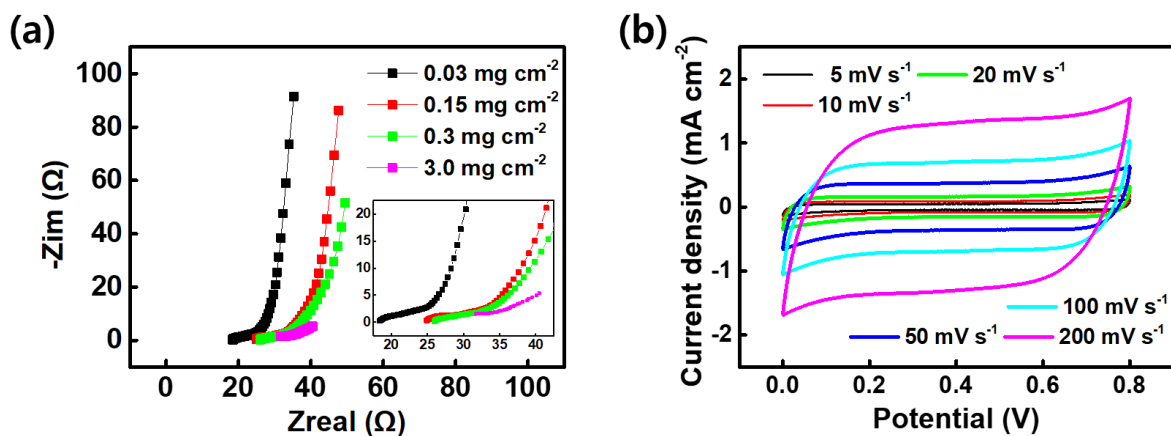 (a)
100
80
60
40
20
0
-Zim (Ω)
0 20 40 60 80 100
Zreal (Ω)
0.03 mg cm⁻²
0.15 mg cm⁻²
0.3 mg cm⁻²
3.0 mg cm⁻²
20
15
10
5
0
20 25 30 35 40
(b)
2
1
0
-1
-2
Current density (mA cm⁻²)
0.0 0.2 0.4 0.6 0.8
Potential (V)
5 mV s⁻¹ 20 mV s⁻¹
10 mV s⁻¹
100 mV s⁻¹
50 mV s⁻¹ 200 mV s⁻¹